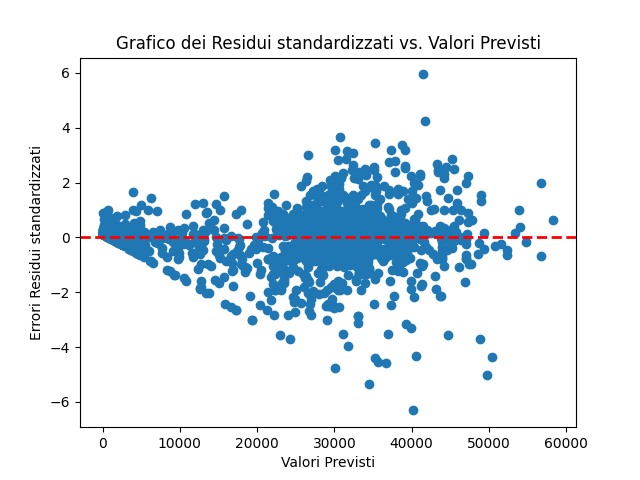 Grafico dei Residui standardizzati vs. Valori Previsti
6
4
2
0
−2
−4
−6
Errori Residui standardizzati
0 10000 20000 30000 40000 50000 60000
Valori Previsti